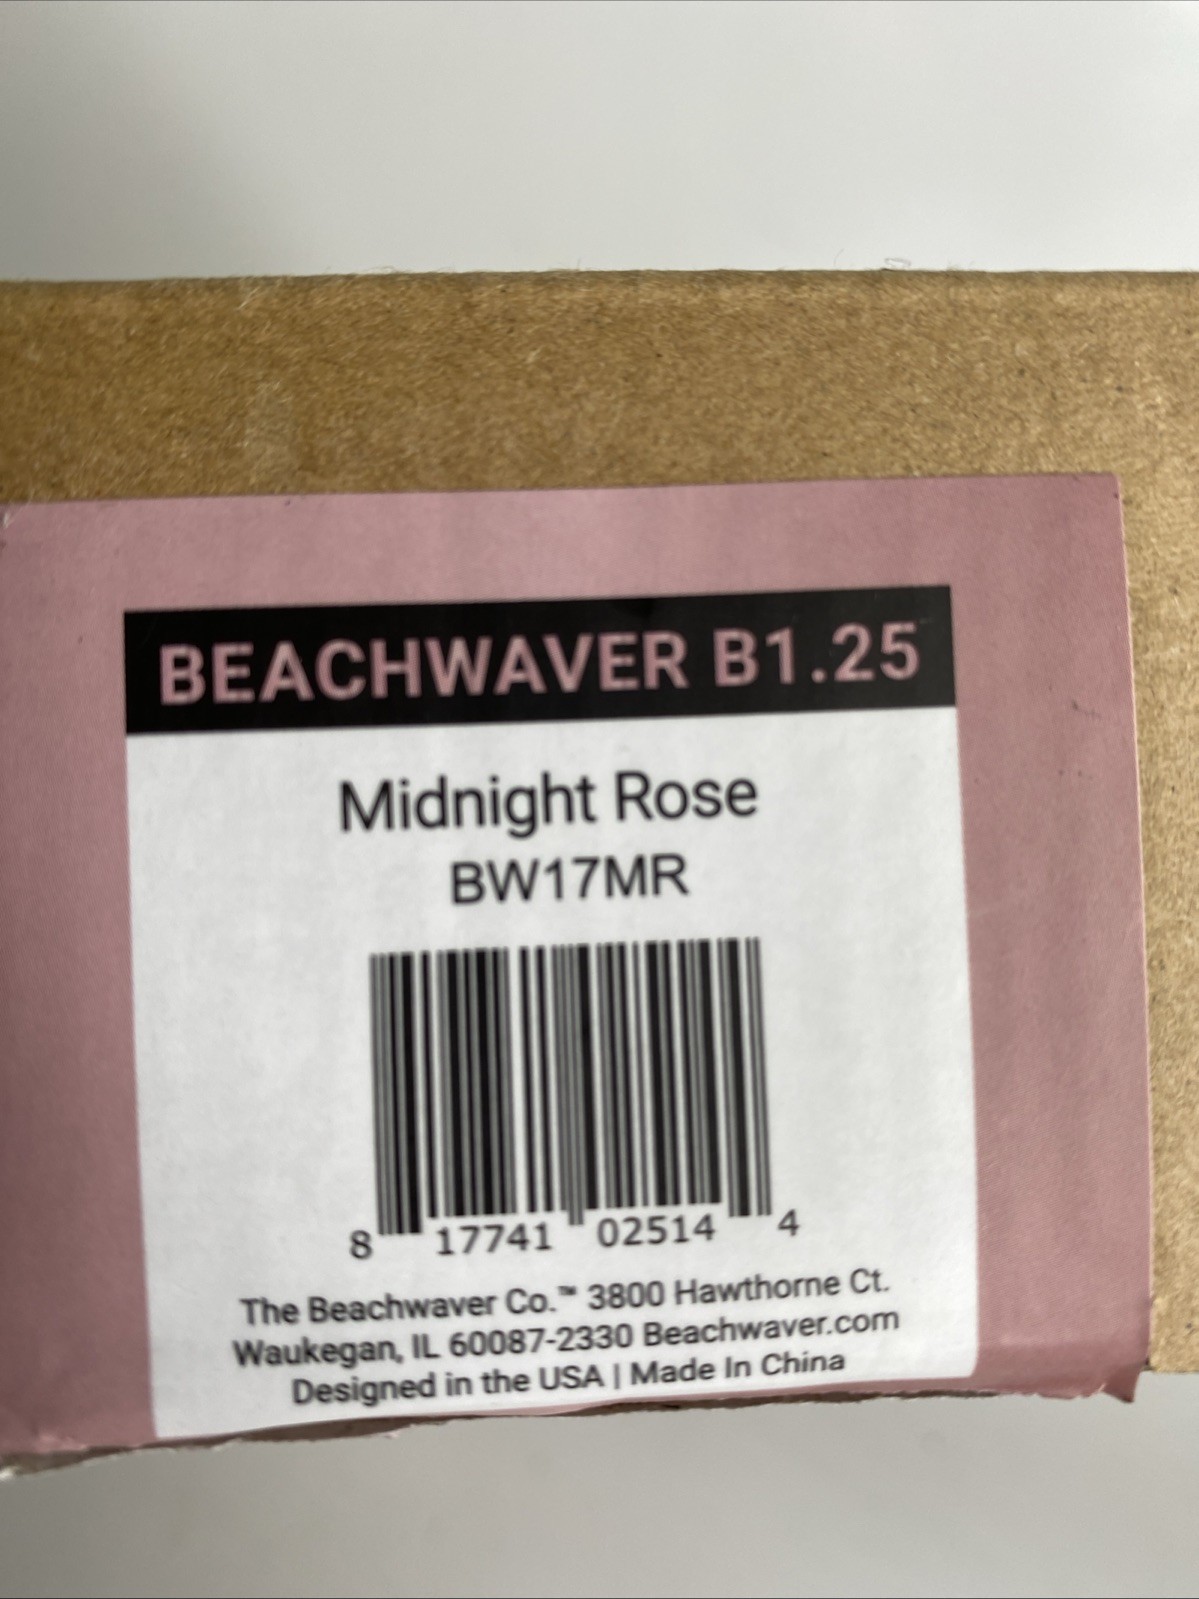 BEACHWAVER B1.25
Midnight Rose
BW17MR
8 17741 02514 4
The Beachwaver Co.™ 3800 Hawthorne Ct.
Waukegan, IL 60087-2330 Beachwaver.com
Designed in the USA | Made In China